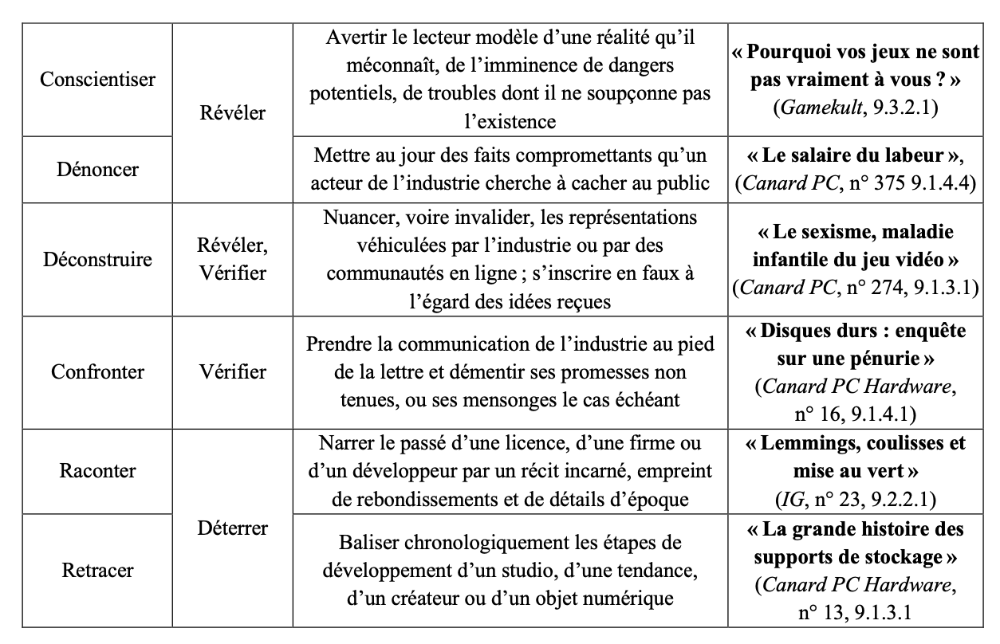 Conscientiser
Révéler
Avertir le lecteur modèle d’une réalité qu’il
méconnaît, de l’imminence de dangers
potentiels, de troubles dont il ne soupçonne pas
l’existence
« Pourquoi vos jeux ne sont
pas vraiment à vous ? »
(Gamekult, 9.3.2.1)
Dénoncer
Mettre au jour des faits compromettants qu’un
acteur de l’industrie cherche à cacher au public
« Le salaire du labeur »,
(Canard PC, n° 375 9.1.4.4)
Déconstruire
Révéler,
Vérifier
Nuancer, voire invalider, les représentations
véhiculées par l’industrie ou par des
communautés en ligne ; s’inscrire en faux à
l’égard des idées reçues
« Le sexisme, maladie
infantile du jeu vidéo »
(Canard PC, n° 274, 9.1.3.1)
Confronter
Vérifier
Prendre la communication de l’industrie au pied
de la lettre et démentir ses promesses non
tenues, ou ses mensonges le cas échéant
« Disques durs : enquête
sur une pénurie »
(Canard PC Hardware,
n° 16, 9.1.4.1)
Raconter
Déterrer
Narrer le passé d’une licence, d’une firme ou
d’un développeur par un récit incarné, empreint
de rebondissements et de détails d’époque
« Lemmings, coulisses et
mise au vert »
(IG, n° 23, 9.2.2.1)
Retracer
Baliser chronologiquement les étapes de
développement d’un studio, d’une tendance,
d’un créateur ou d’un objet numérique
« La grande histoire des
supports de stockage »
(Canard PC Hardware,
n° 13, 9.1.3.1